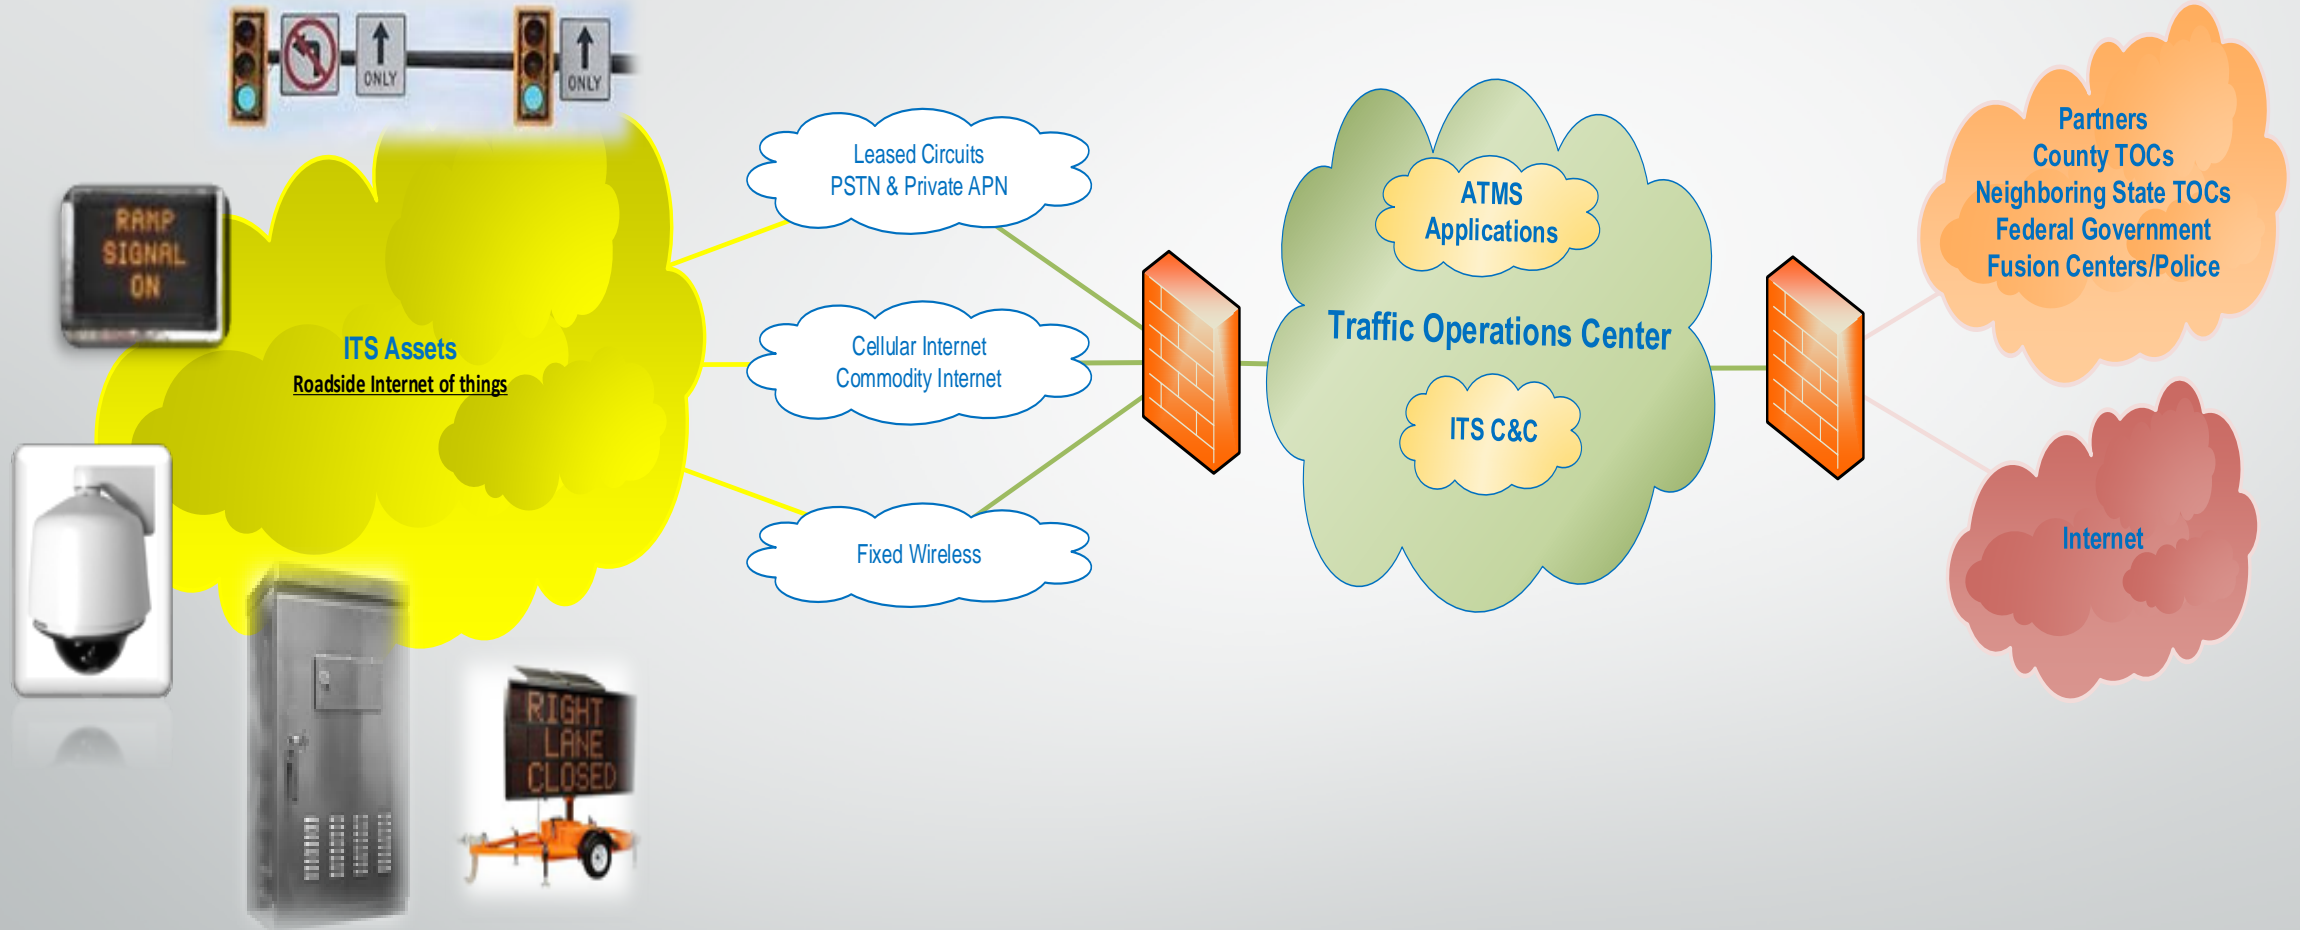 ONLY
ONLY
RAMP
SIGNAL
ON
ITS Assets
Roadside Internet of things
RIGHT
LANE
CLOSED
Leased Circuits
PSTN & Private APN
Cellular Internet
Commodity Internet
Fixed Wireless
ATMS
Applications
Traffic Operations Center
ITS C&C
Partners
County TOCs
Neighboring State TOCs
Federal Government
Fusion Centers/Police
Internet